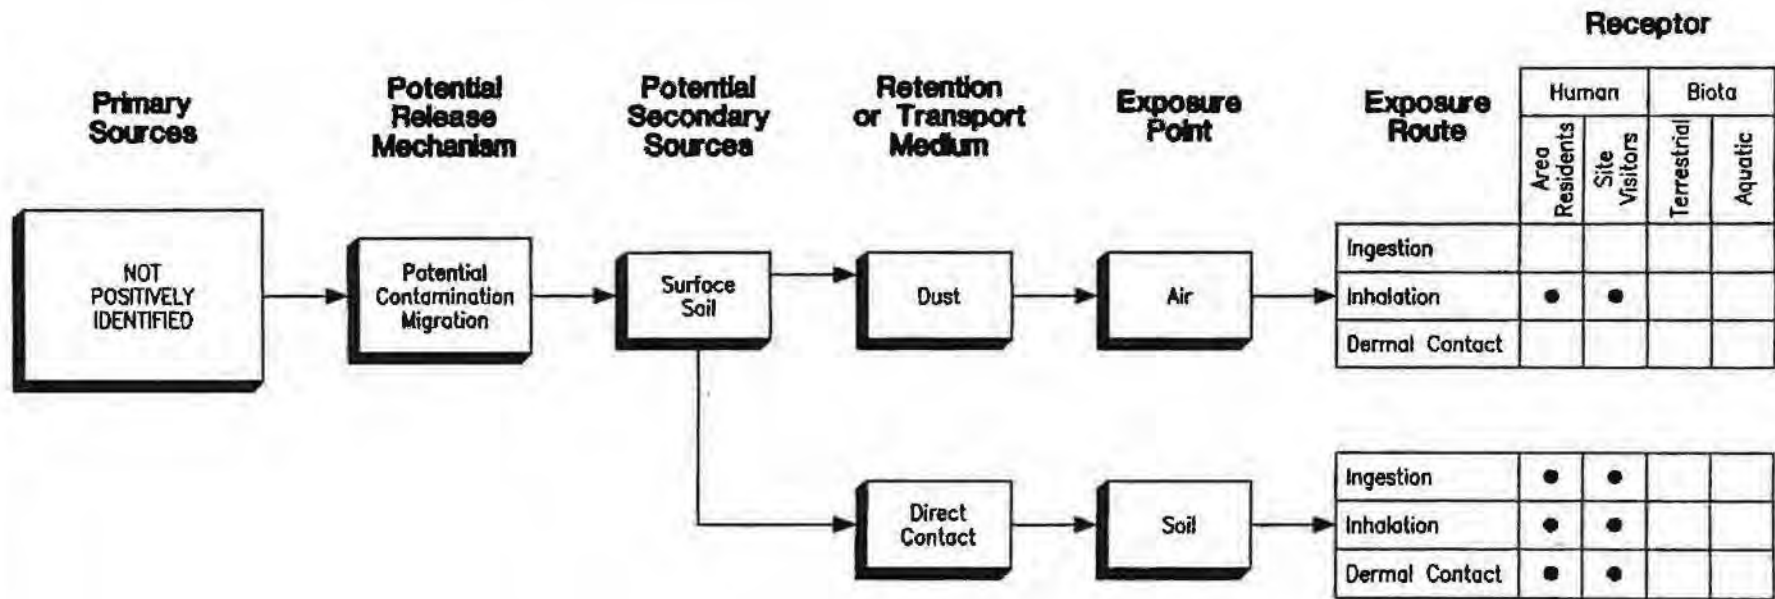 Receptor
Primary
Sources
Potential
Release
Mechanism
Potential
Secondary
Sources
Retention
or Transport
Medium
Exposure
Point
Exposure
Route
Human
Biota
Area
Residents
Site
Visitors
Terrestrial
Aquatic
NOT
POSITIVELY
IDENTIFIED
Potential
Contamination
Migration
Surface
Soil
Dust
Air
Ingestion
Inhalation
Dermal Contact
Direct
Contact
Soil
Ingestion
Inhalation
Dermal Contact